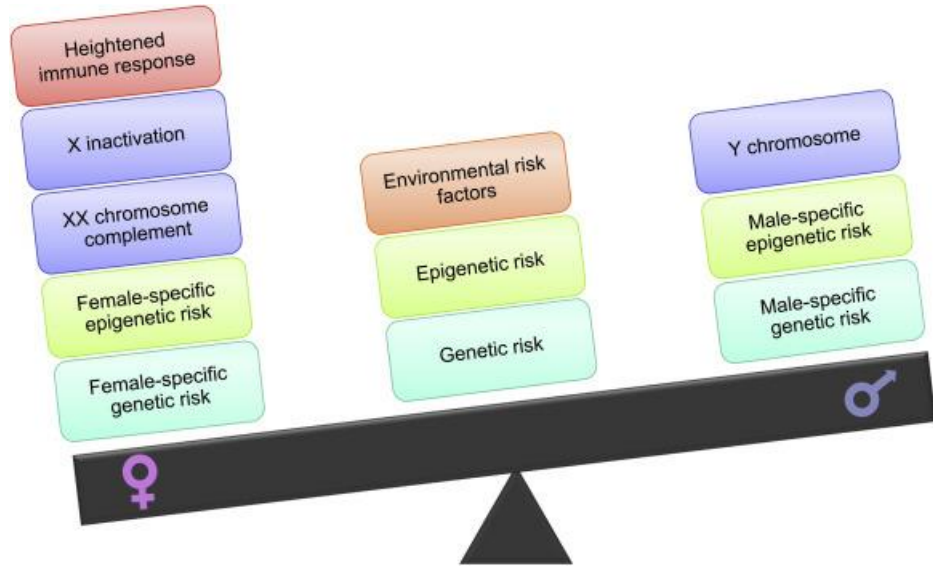 Heightened
immune response
X inactivation
XX chromosome
complement
Female-specific
epigenetic risk
Female-specific
genetic risk
Environmental risk
factors
Epigenetic risk
Genetic risk
Y chromosome
Male-specific
epigenetic risk
Male-specific
genetic risk